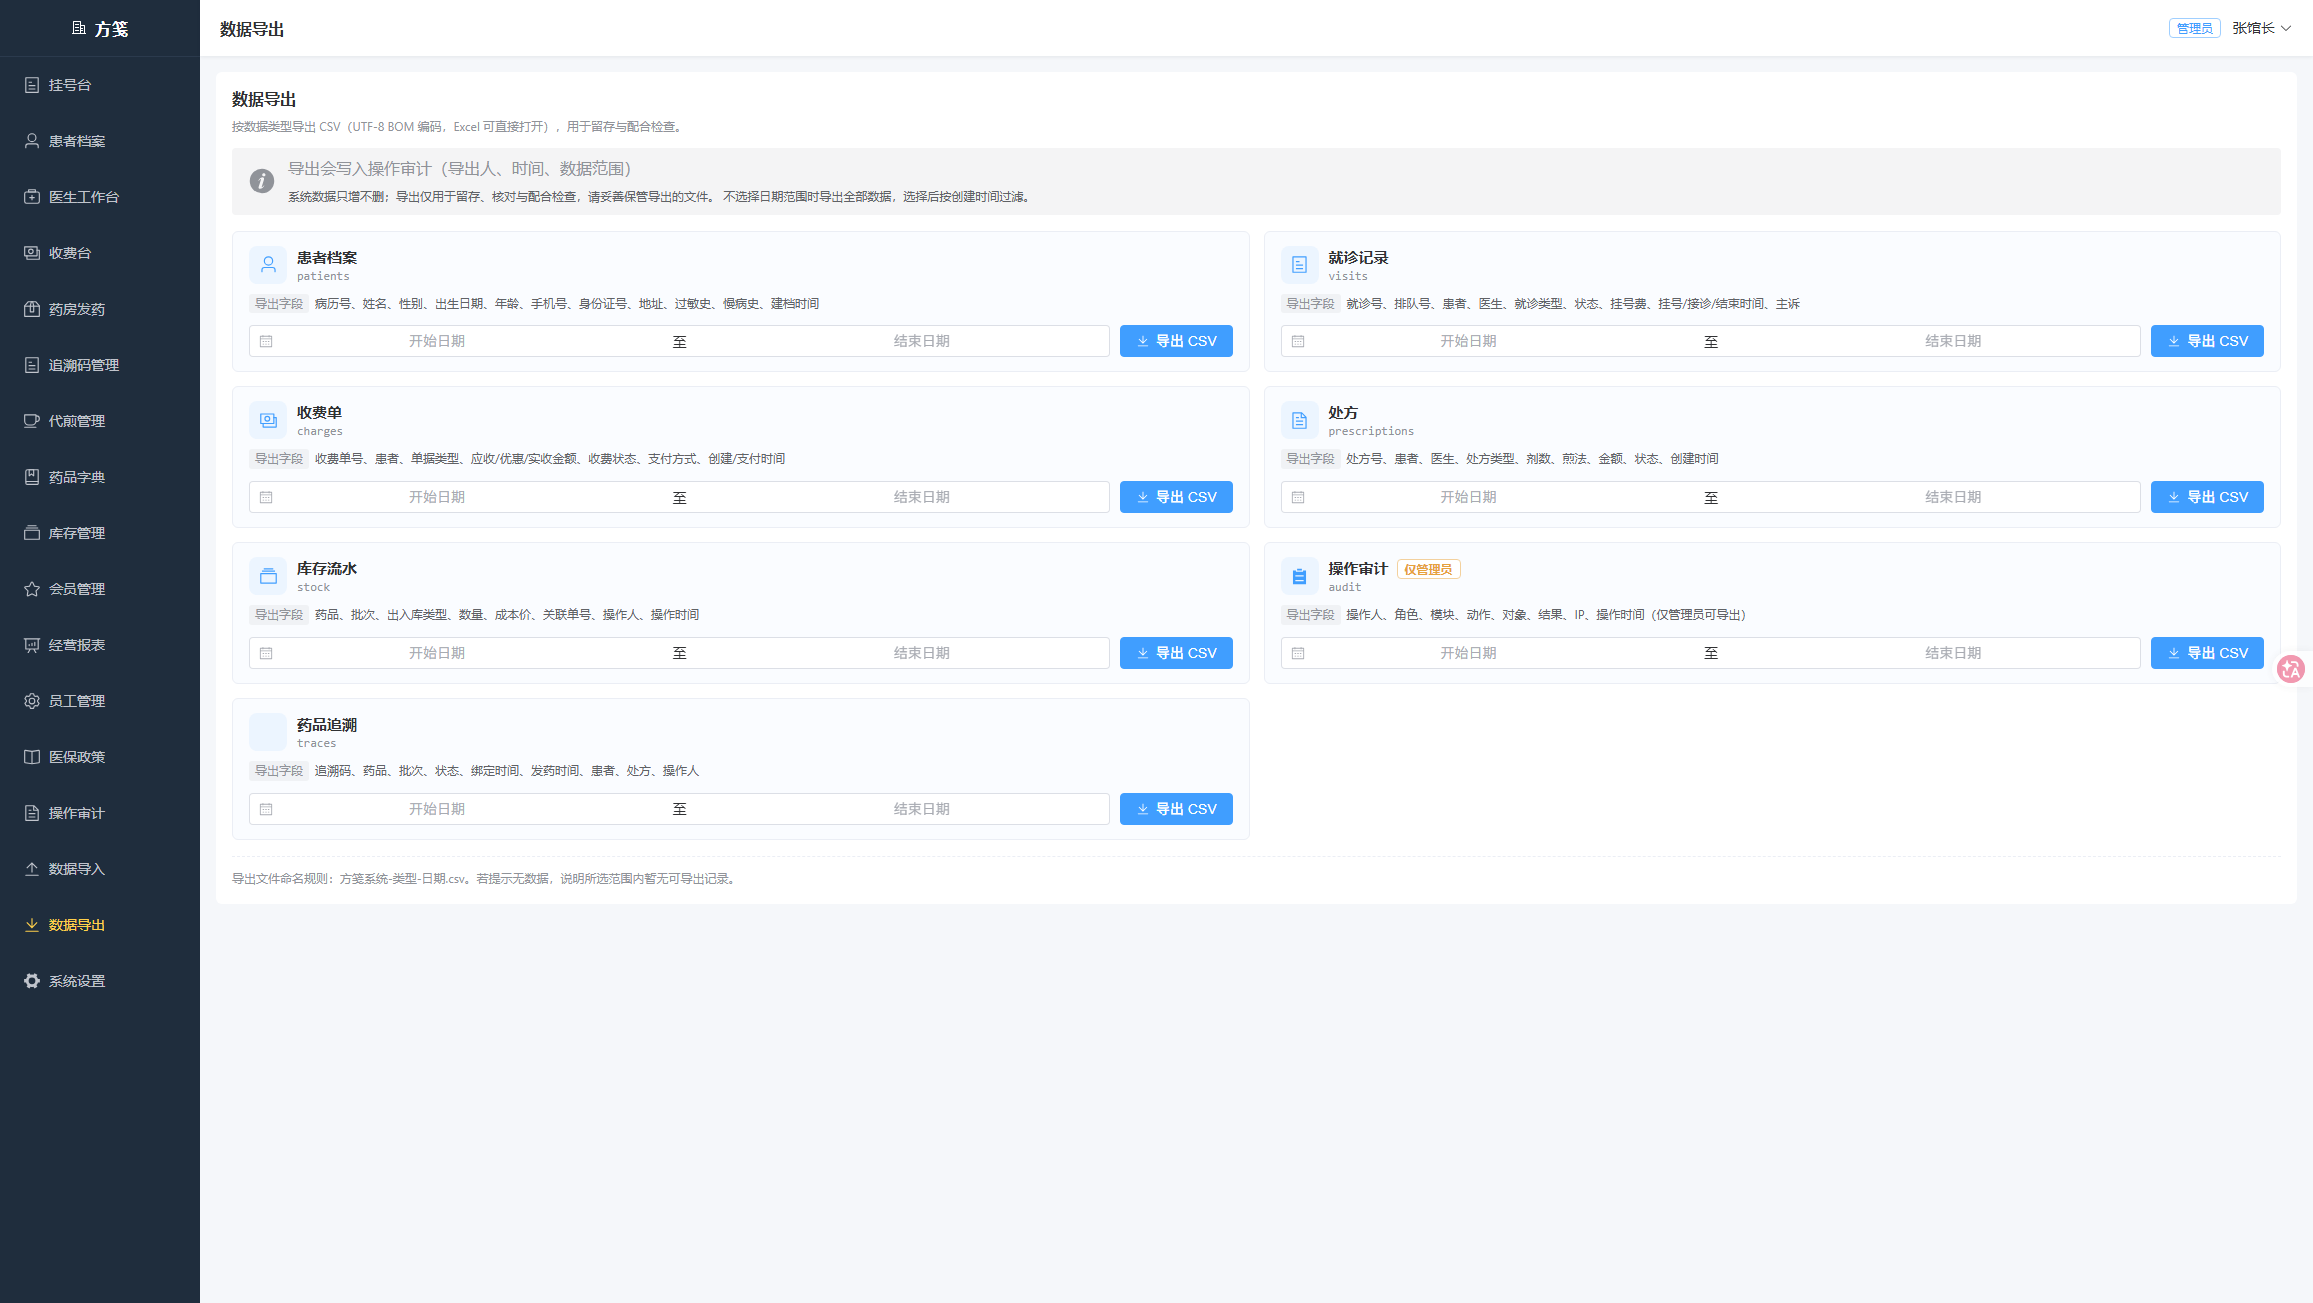 方笺
数据导出
管理员
张馆长
挂号台
患者档案
医生工作台
收费台
药房发药
追溯码管理
代煎管理
药品字典
库存管理
会员管理
经营报表
员工管理
医保政策
操作审计
数据导入
数据导出
系统设置
数据导出
按数据类型导出 CSV（UTF-8 BOM 编码，Excel 可直接打开），用于留存与配合检查。
导出会写入操作审计（导出人、时间、数据范围）
系统数据只增不删；导出仅用于留存、核对与配合检查，请妥善保管导出的文件。 不选择日期范围时导出全部数据，选择后按创建时间过滤。
患者档案
patients
导出字段 病历号、姓名、性别、出生日期、年龄、手机号、身份证号、地址、过敏史、慢病史、建档时间
开始日期 至 结束日期 导出 CSV
就诊记录
visits
导出字段 就诊号、排队号、患者、医生、就诊类型、状态、挂号费、挂号/接诊/结束时间、主诉
开始日期 至 结束日期 导出 CSV
收费单
charges
导出字段 收费单号、患者、单据类型、应收/优惠/实收金额、收费状态、支付方式、创建/支付时间
开始日期 至 结束日期 导出 CSV
处方
prescriptions
导出字段 处方号、患者、医生、处方类型、剂数、煎法、金额、状态、创建时间
开始日期 至 结束日期 导出 CSV
库存流水
stock
导出字段 药品、批次、出入库类型、数量、成本价、关联单号、操作人、操作时间
开始日期 至 结束日期 导出 CSV
操作审计 仅管理员
audit
导出字段 操作人、角色、模块、动作、对象、结果、IP、操作时间（仅管理员可导出）
开始日期 至 结束日期 导出 CSV
药品追溯
traces
导出字段 追溯码、药品、批次、状态、绑定时间、发药时间、患者、处方、操作人
开始日期 至 结束日期 导出 CSV
导出文件命名规则：方笺系统-类型-日期.csv。若提示无数据，说明所选范围内暂无可导出记录。